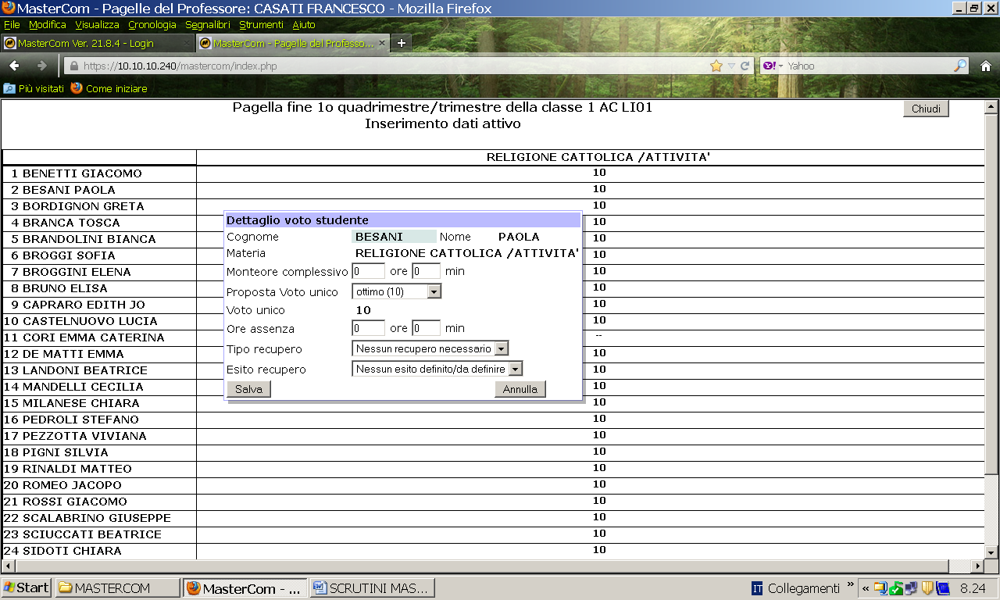 MasterCom - Pagelle del Professore: CASATI FRANCESCO - Mozilla Firefox
File Modifica Visualizza Cronologia Segnalibri Strumenti Aiuto
MasterCom Ver. 21.8.4 - Login MasterCom - Pagelle del Professo...
https://10.10.10.240/mastercom/index.php Yahoo
Più visitati Come iniziare
Pagella fine 1o quadrimestre/trimestre della classe 1 AC LI01 Chiudi
Inserimento dati attivo
RELIGIONE CATTOLICA /ATTIVITA'
1 BENETTI GIACOMO 10
2 BESANI PAOLA 10
3 BORDIGNON GRETA 10
4 BRANCA TOSCA 10
5 BRANDOLINI BIANCA 10
6 BROGGI SOFIA 10
7 BROGGINI ELENA 10
8 BRUNO ELISA 10
9 CAPRARO EDITH JO 10
10 CASTELNUOVO LUCIA 10
11 CORI EMMA CATERINA --
12 DE MATTI EMMA 10
13 LANDONI BEATRICE 10
14 MANDELLI CECILIA 10
15 MILANESE CHIARA 10
16 PEDROLI STEFANO 10
17 PEZZOTTA VIVIANA 10
18 PIGNI SILVIA 10
19 RINALDI MATTEO 10
20 ROMEO JACOPO 10
21 ROSSI GIACOMO 10
22 SCALABRINO GIUSEPPE 10
23 SCIUCCATI BEATRICE 10
24 SIDOTI CHIARA 10
Dettaglio voto studente
Cognome BESANI Nome PAOLA
Materia RELIGIONE CATTOLICA /ATTIVITA'
Monteore complessivo 0 ore 0 min
Proposta Voto unico ottimo (10)
Voto unico 10
Ore assenza 0 ore 0 min
Tipo recupero Nessun recupero necessario
Esito recupero Nessun esito definito/da definire
Salva Annulla
Start MASTERCOM MasterCom - ... SCRUTINI MAS... IT Collegamenti » « 8.24